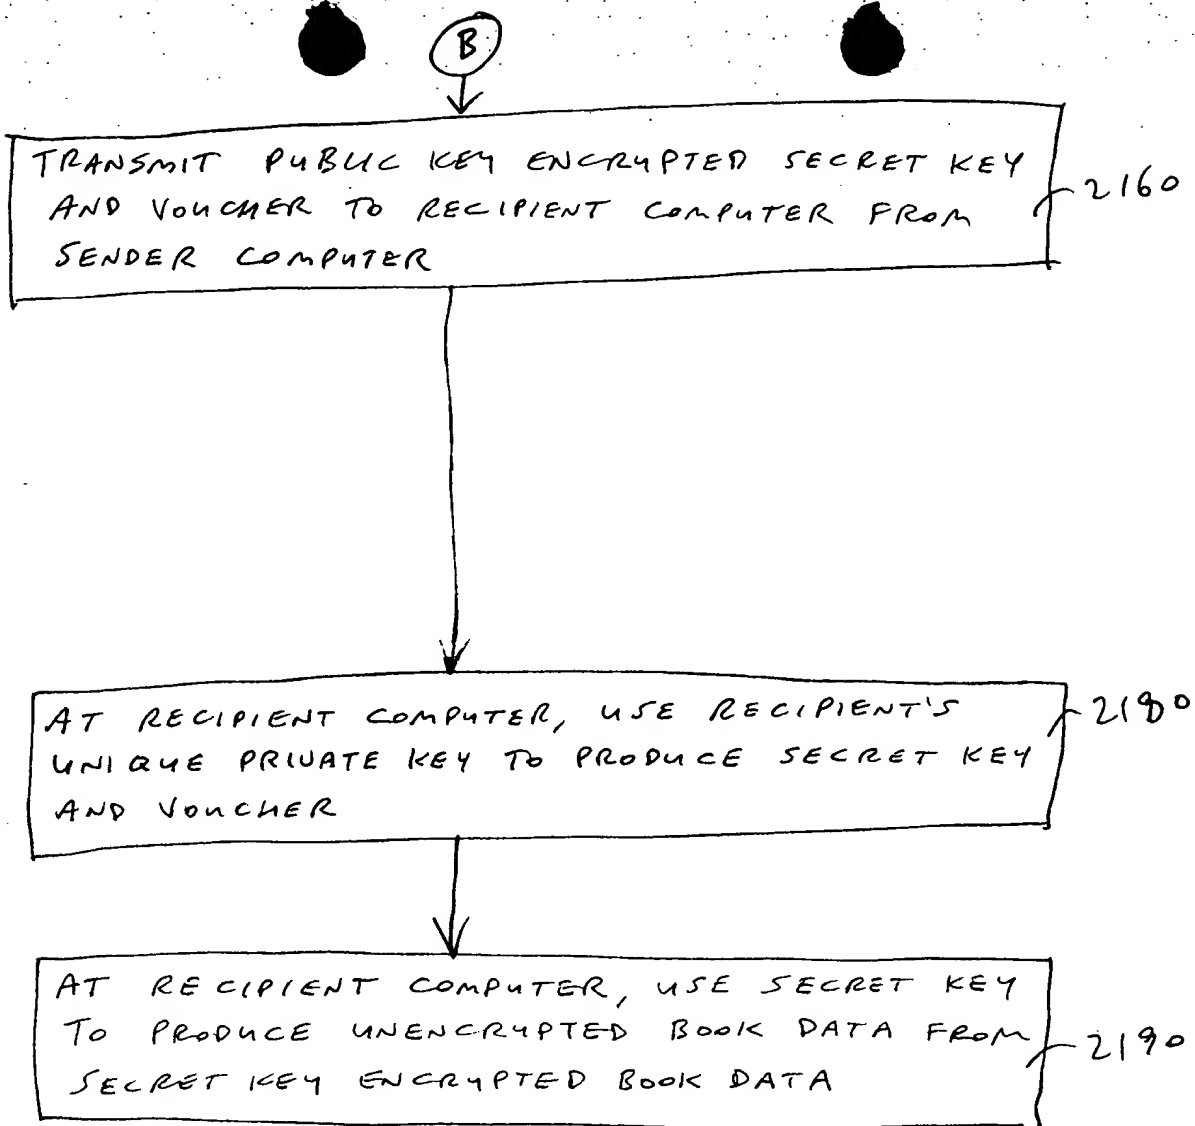 B
TRANSMIT PUBLIC KEY ENCRYPTED SECRET KEY
AND VOUCHER TO RECIPIENT COMPUTER FROM
SENDER COMPUTER
2160
AT RECIPIENT COMPUTER, USE RECIPIENT'S
UNIQUE PRIVATE KEY TO PRODUCE SECRET KEY
AND VOUCHER
2180
AT RECIPIENT COMPUTER, USE SECRET KEY
TO PRODUCE UNENCRYPTED BOOK DATA FROM
SECRET KEY ENCRYPTED BOOK DATA
2190